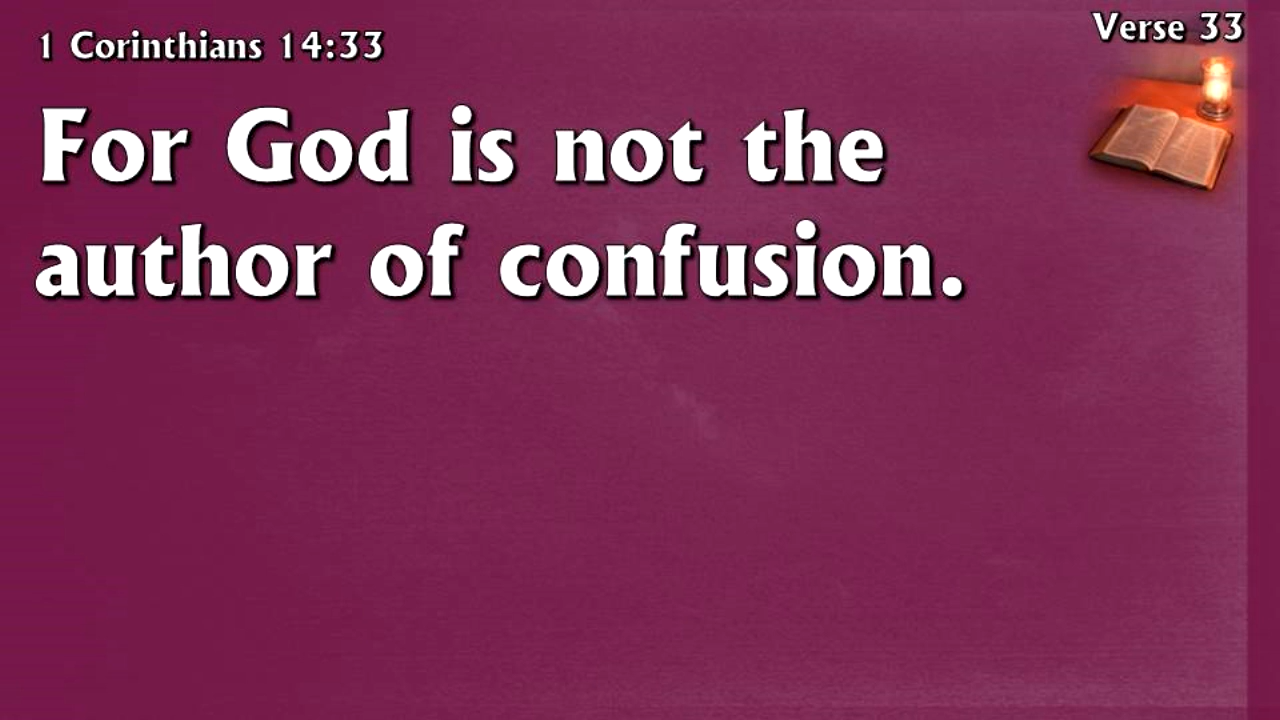 1 Corinthians 14:33
Verse 33
For God is not the
author of confusion.